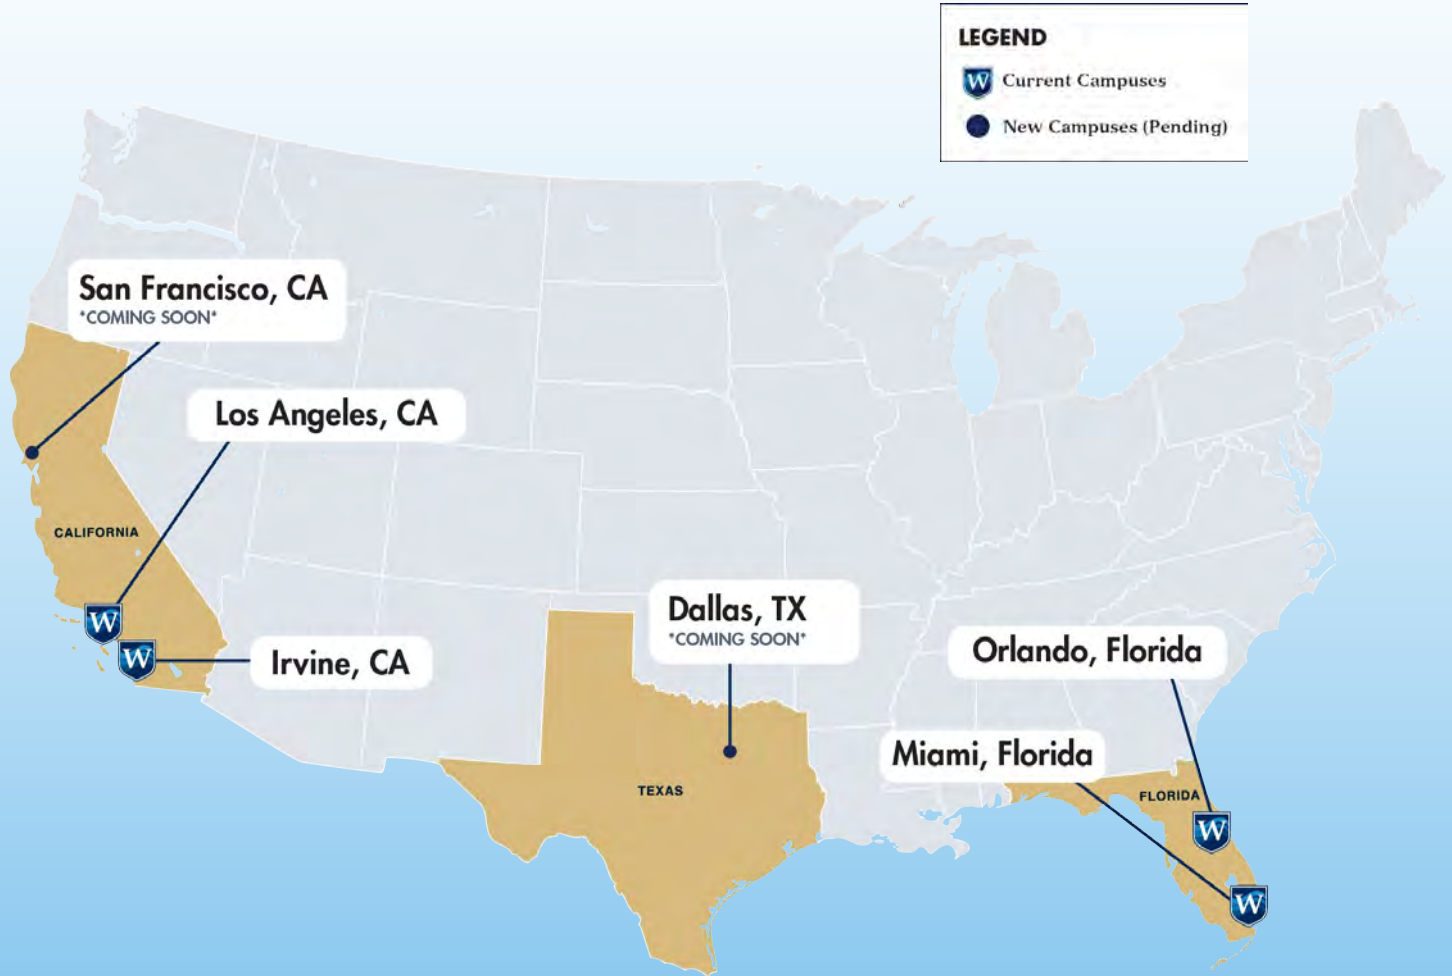 LEGEND
W Current Campuses
New Campuses (Pending)
San Francisco, CA
*COMING SOON*
Los Angeles, CA
CALIFORNIA
W
W
Irvine, CA
Dallas, TX
*COMING SOON*
TEXAS
Orlando, Florida
Miami, Florida
FLORIDA
W
W